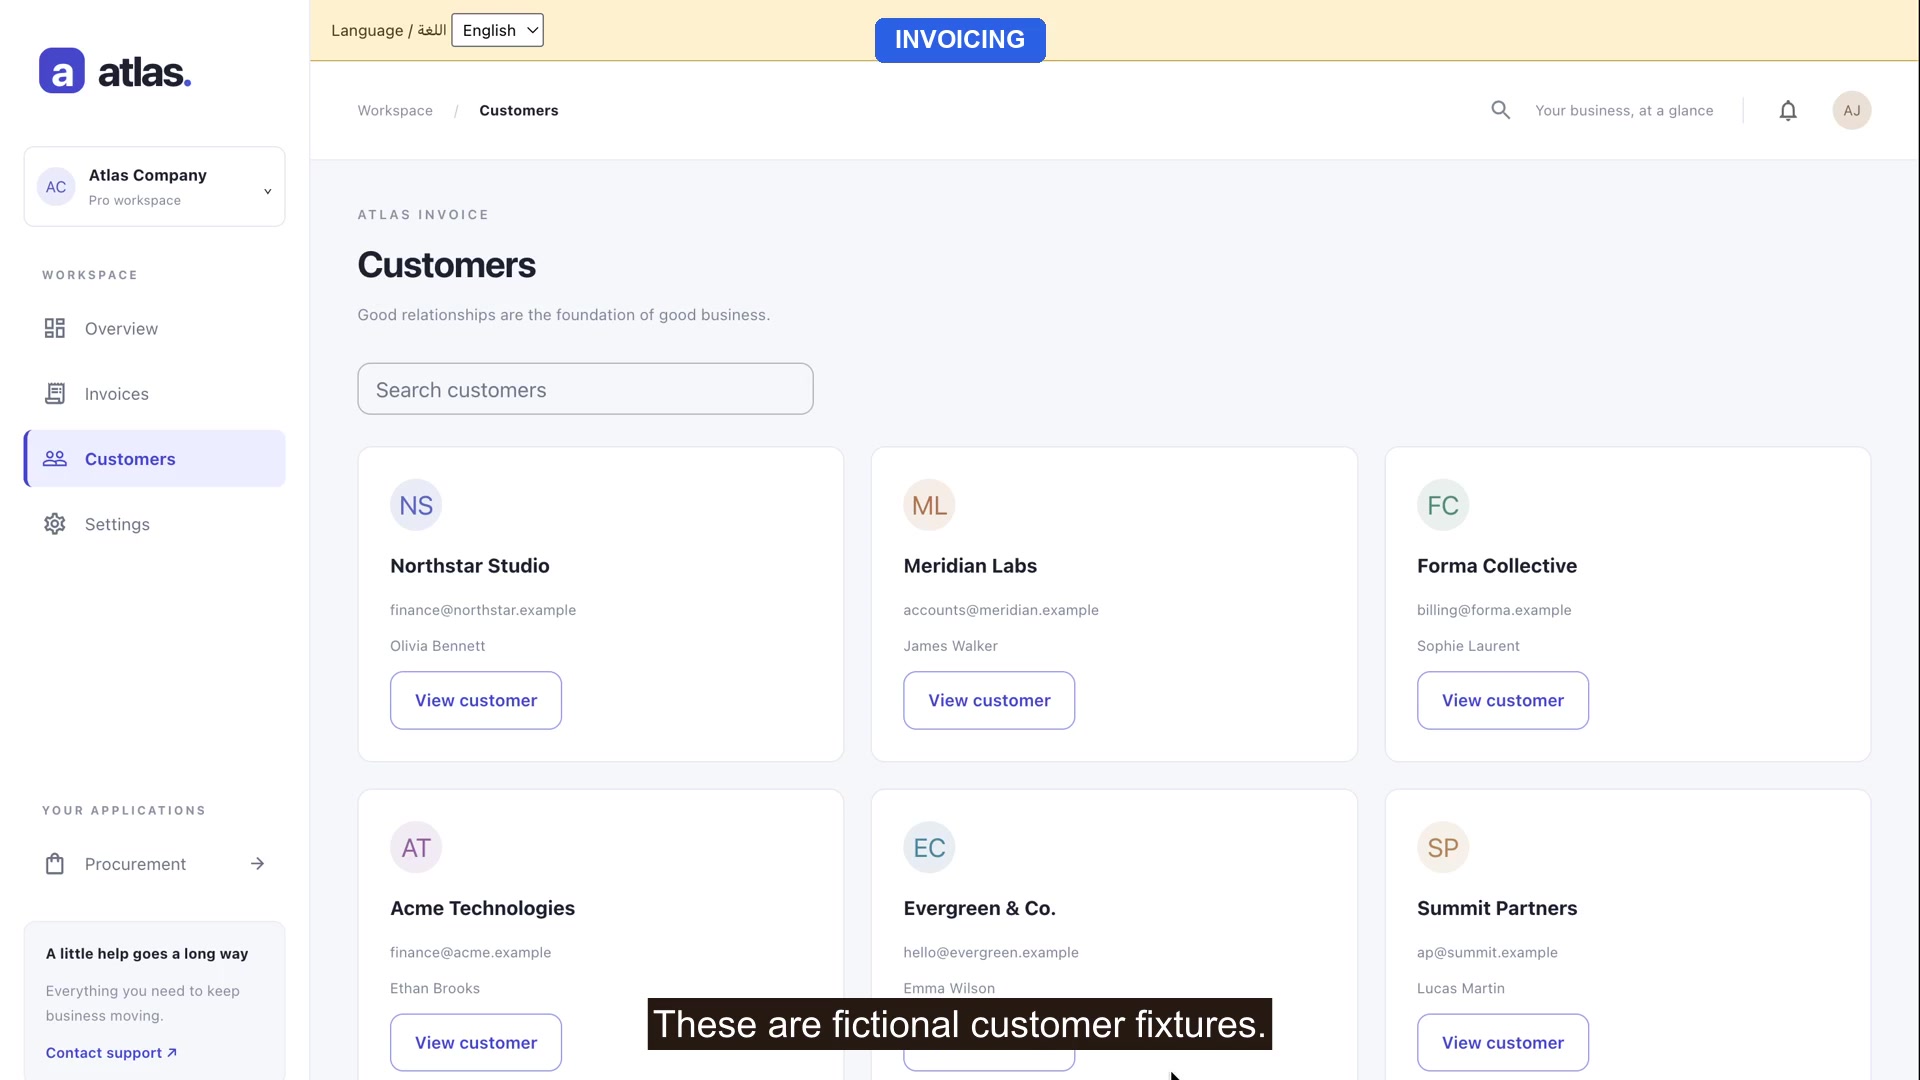 Language / اللغة English
INVOICING
a atlas.
Workspace / Customers
Your business, at a glance
AJ
AC
Atlas Company
Pro workspace
WORKSPACE
Overview
Invoices
Customers
Settings
YOUR APPLICATIONS
Procurement
A little help goes a long way
Everything you need to keep
business moving.
Contact support ↗
ATLAS INVOICE
Customers
Good relationships are the foundation of good business.
Search customers
NS
Northstar Studio
finance@northstar.example
Olivia Bennett
View customer
ML
Meridian Labs
accounts@meridian.example
James Walker
View customer
FC
Forma Collective
billing@forma.example
Sophie Laurent
View customer
AT
Acme Technologies
finance@acme.example
Ethan Brooks
View customer
EC
Evergreen & Co.
hello@evergreen.example
Emma Wilson
SP
Summit Partners
ap@summit.example
Lucas Martin
View customer
These are fictional customer fixtures.